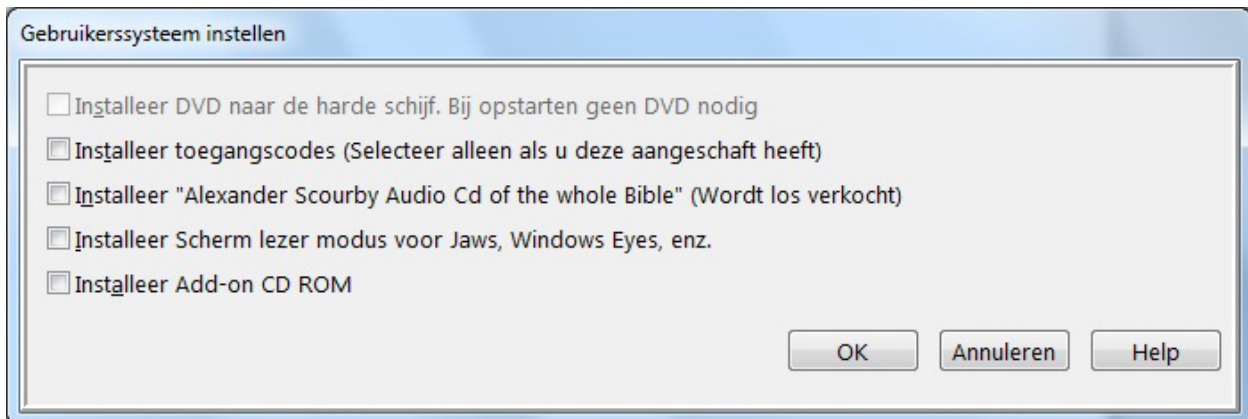 Gebruikerssysteem instellen
Installeer DVD naar de harde schijf. Bij opstarten geen DVD nodig
Installeer toegangscodes (Selecteer alleen als u deze aangeschaft heeft)
Installeer "Alexander Scourby Audio Cd of the whole Bible" (Wordt los verkocht)
Installeer Scherm lezer modus voor Jaws, Windows Eyes, enz.
Installeer Add-on CD ROM
OK Annuleren Help